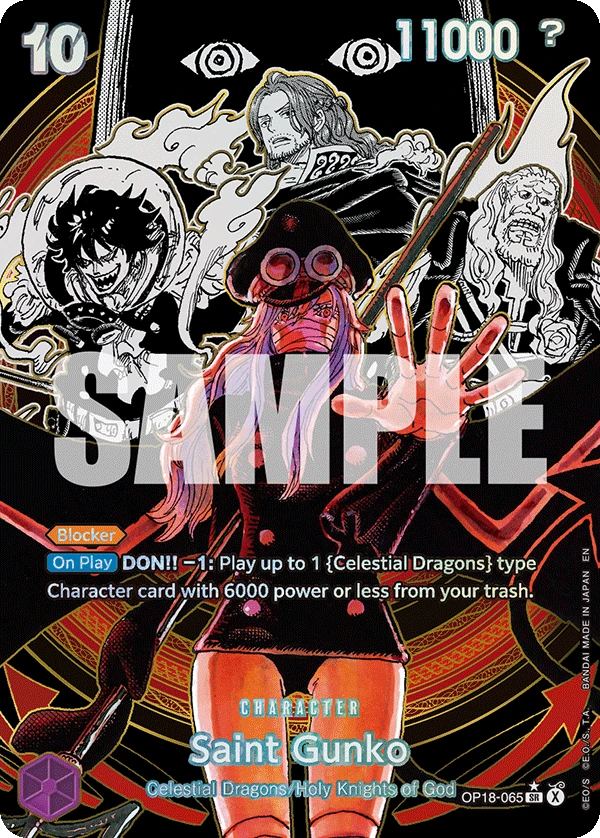 10
11000 ?
SAMPLE
Blocker
On Play DON!! −1: Play up to 1 {Celestial Dragons} type
Character card with 6000 power or less from your trash.
CHARACTER
Saint Gunko
Celestial Dragons/Holy Knights of God
OP18-065 SR X
©EO/S ©E.O./S., T.A. BANDAI MADE IN JAPAN EN